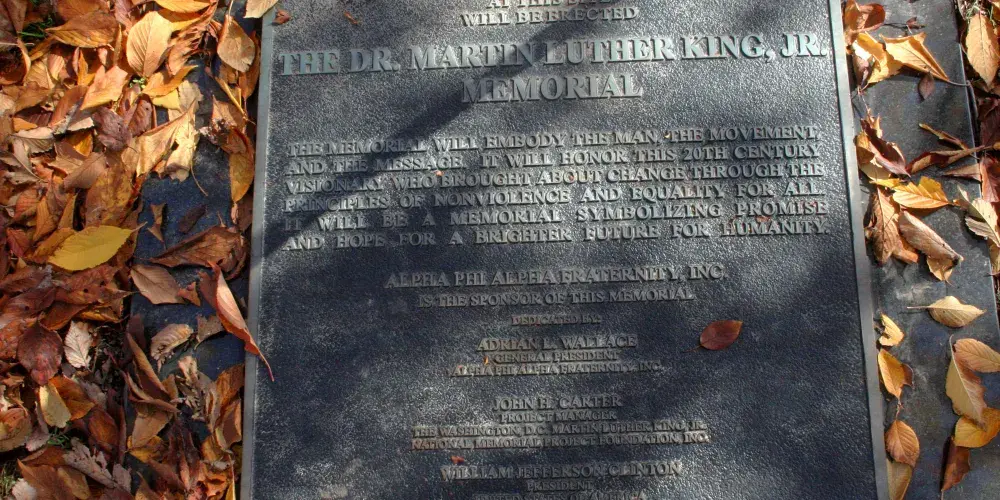 AT THIS SITE
WILL BE ERECTED
THE DR. MARTIN LUTHER KING, JR.
MEMORIAL
THE MEMORIAL WILL EMBODY THE MAN, THE MOVEMENT,
AND THE MESSAGE. IT WILL HONOR THIS 20TH CENTURY
VISIONARY WHO BROUGHT ABOUT CHANGE THROUGH THE
PRINCIPLES OF NONVIOLENCE AND EQUALITY FOR ALL.
IT WILL BE A MEMORIAL SYMBOLIZING PROMISE
AND HOPE FOR A BRIGHTER FUTURE FOR HUMANITY.
ALPHA PHI ALPHA FRATERNITY, INC.
IS THE SPONSOR OF THIS MEMORIAL
DEDICATED BY:
ADRIAN L. WALLACE
GENERAL PRESIDENT
ALPHA PHI ALPHA FRATERNITY, INC.
JOHN H. CARTER
PROJECT MANAGER
THE WASHINGTON, D.C. MARTIN LUTHER KING, JR.
NATIONAL MEMORIAL PROJECT FOUNDATION, INC.
WILLIAM JEFFERSON CLINTON
PRESIDENT
OF AMERICA